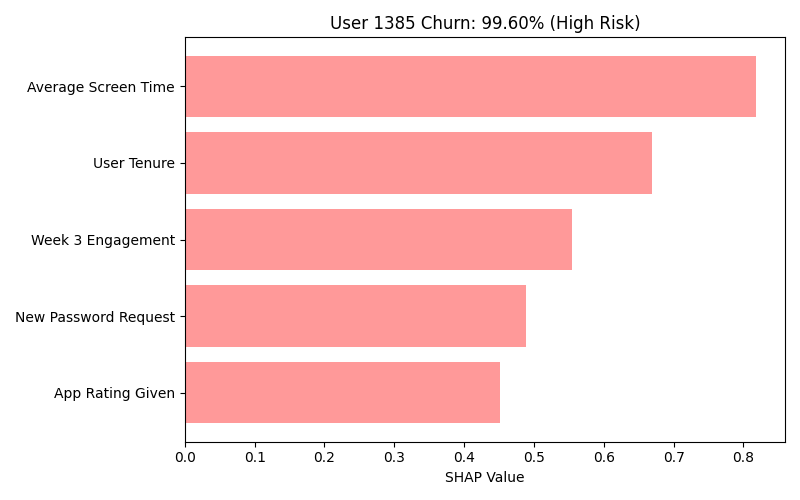 User 1385 Churn: 99.60% (High Risk)
Average Screen Time
User Tenure
Week 3 Engagement
New Password Request
App Rating Given
0.0 0.1 0.2 0.3 0.4 0.5 0.6 0.7 0.8
SHAP Value